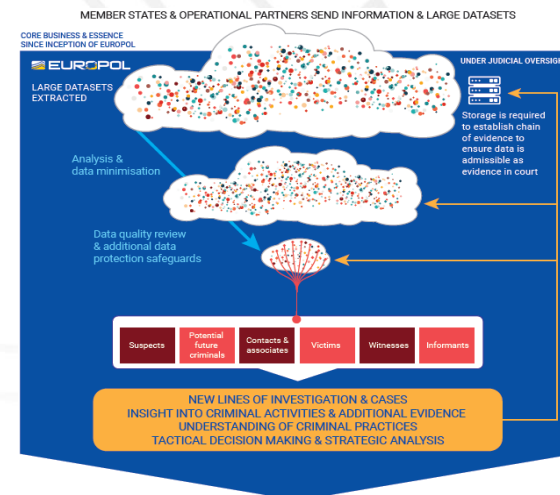 MEMBER STATES & OPERATIONAL PARTNERS SEND INFORMATION & LARGE DATASETS
CORE BUSINESS & ESSENCE
SINCE INCEPTION OF EUROPOL
EUROPOL
UNDER JUDICIAL OVERSIGH
LARGE DATASETS
EXTRACTED
Storage is required
to establish chain
of evidence to
ensure data is
admissible as
evidence in court
Analysis &
data minimisation
Data quality review
& additional data
protection safeguards
Suspects
Potential
future
criminals
Contacts &
associates
Victims
Witnesses
Informants
NEW LINES OF INVESTIGATION & CASES
INSIGHT INTO CRIMINAL ACTIVITIES & ADDITIONAL EVIDENCE
UNDERSTANDING OF CRIMINAL PRACTICES
TACTICAL DECISION MAKING & STRATEGIC ANALYSIS